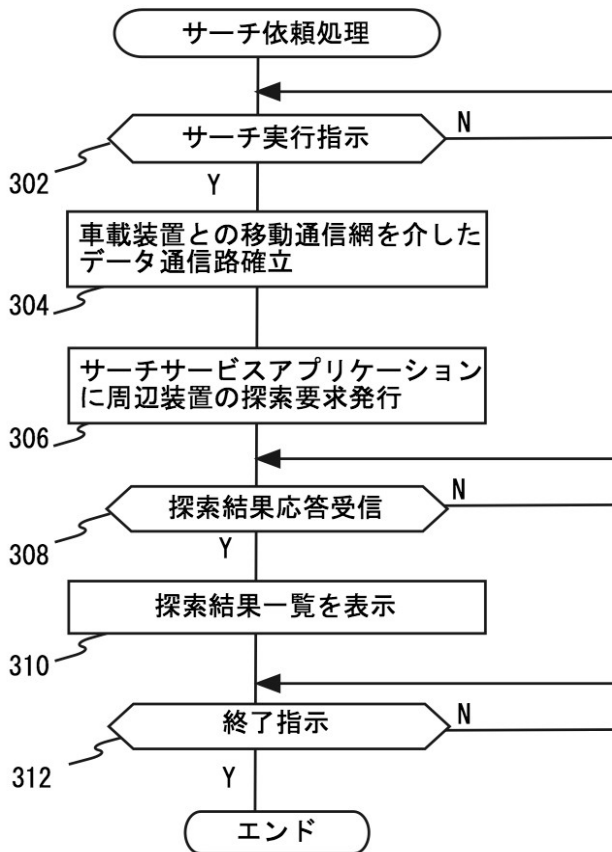 サーチ依頼処理
サーチ実行指示
N
302
Y
車載装置との移動通信網を介した
データ通信路確立
304
サーチサービスアプリケーション
に周辺装置の探索要求発行
306
探索結果応答受信
N
308
Y
探索結果一覧を表示
310
終了指示
N
312
Y
エンド